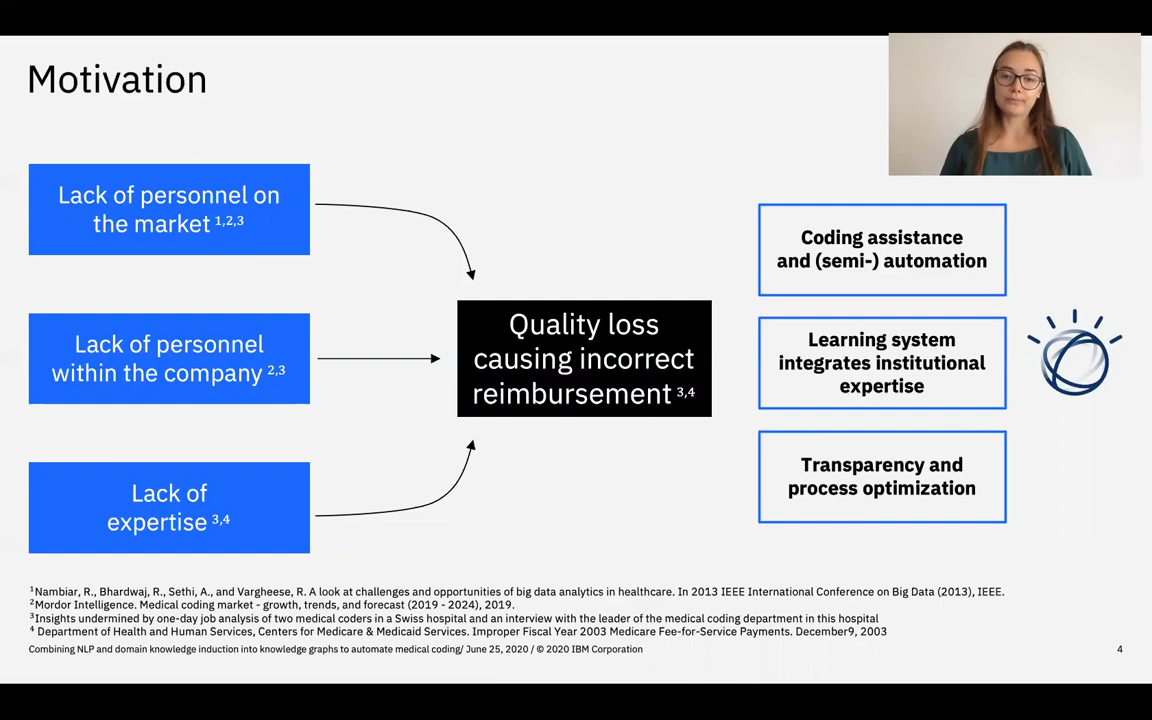 Motivation
Lack of personnel on
the market 1,2,3
Lack of personnel
within the company 2,3
Lack of
expertise 3,4
Quality loss
causing incorrect
reimbursement 3,4
Coding assistance
and (semi-) automation
Learning system
integrates institutional
expertise
Transparency and
process optimization
1Nambiar, R., Bhardwaj, R., Sethi, A., and Vargheese, R. A look at challenges and opportunities of big data analytics in healthcare. In 2013 IEEE International Conference on Big Data (2013), IEEE.
2Mordor Intelligence. Medical coding market - growth, trends, and forecast (2019 - 2024), 2019.
3Insights undermined by one-day job analysis of two medical coders in a Swiss hospital and an interview with the leader of the medical coding department in this hospital
4 Department of Health and Human Services, Centers for Medicare & Medicaid Services. Improper Fiscal Year 2003 Medicare Fee-for-Service Payments. December9, 2003
Combining NLP and domain knowledge induction into knowledge graphs to automate medical coding/ June 25, 2020 / © 2020 IBM Corporation
4